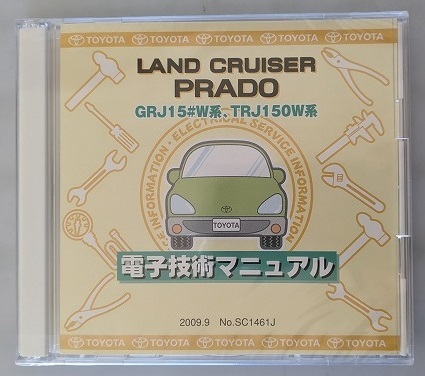 TOYOTA TOYOTA TOYOTA TOYOTA TOYOTA
LAND CRUISER
PRADO
GRJ15#W系、TRJ150W系
INFORMATION・ELECTRICAL SERVICE INFORMATION
TOYOTA
電子技術マニュアル
2009.9 No.SC1461J
TOYOTA TOYOTA TOYOTA TOYOTA TOYOTA